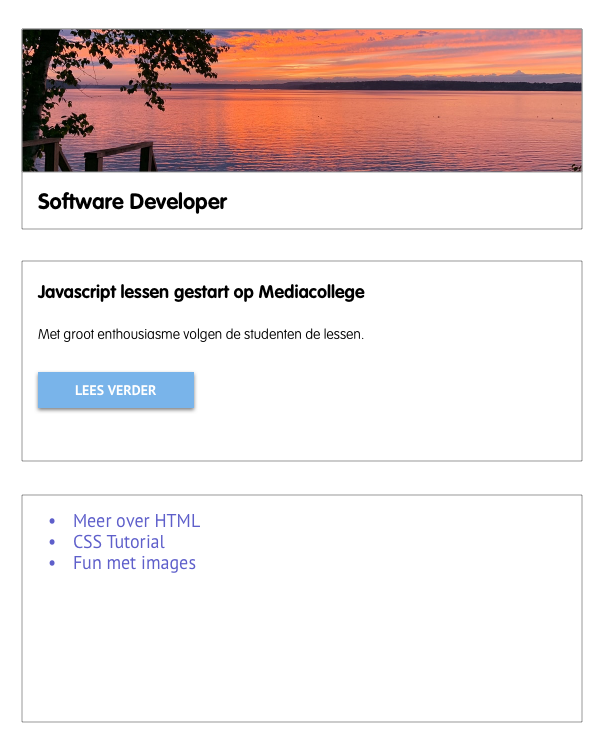 Software Developer
Javascript lessen gestart op Mediacollege
Met groot enthousiasme volgen de studenten de lessen.
LEES VERDER
• Meer over HTML
• CSS Tutorial
• Fun met images